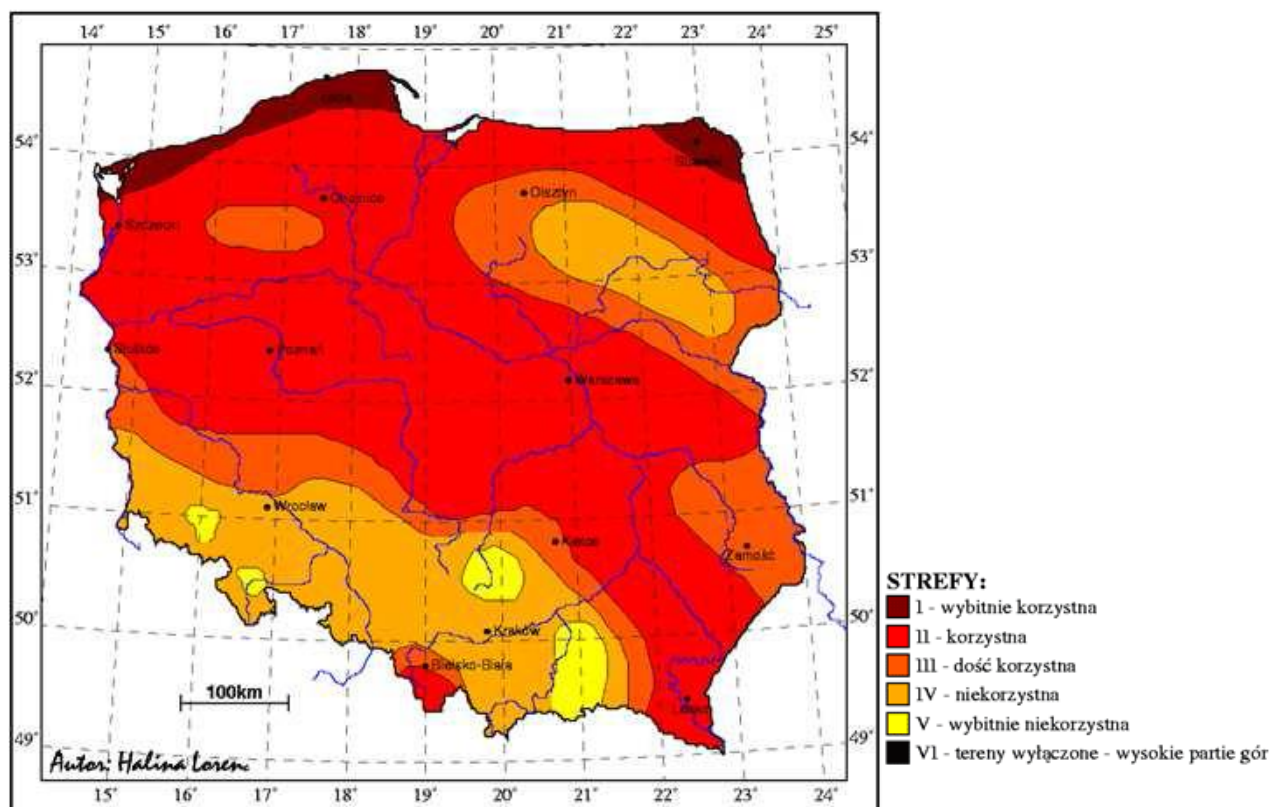 14° 15° 16° 17° 18° 19° 20° 21° 22° 23° 24° 25°
54° 54°
Olsztyn
Szczecin
53° 53°
Poznań
Warszawa
52° 52°
51° 51°
Wrocław
Kielce
Zamość
50° 50°
Kraków
Bielsko-Biała
100km
49° 49°
Autor: Halina Lorenc
15° 16° 17° 18° 19° 20° 21° 22° 23° 24°
STREFY:
I - wybitnie korzystna
II - korzystna
III - dość korzystna
IV - niekorzystna
V - wybitnie niekorzystna
VI - tereny wyłączone - wysokie partie gór